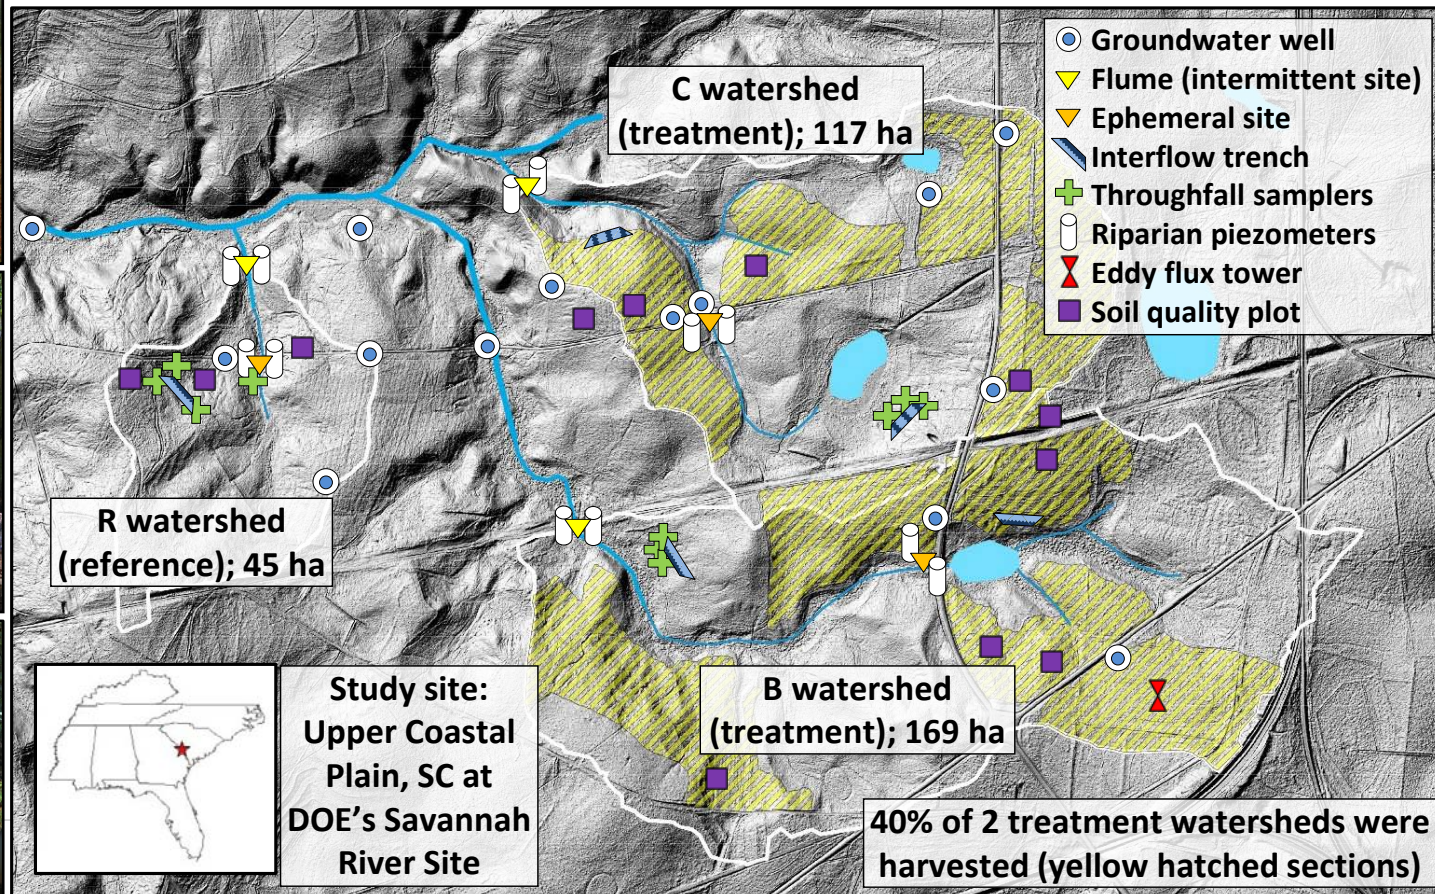 C watershed
(treatment); 117 ha
Groundwater well
Flume (intermittent site)
Ephemeral site
Interflow trench
Throughfall samplers
Riparian piezometers
Eddy flux tower
Soil quality plot
R watershed
(reference); 45 ha
B watershed
(treatment); 169 ha
Study site:
Upper Coastal
Plain, SC at
DOE's Savannah
River Site
40% of 2 treatment watersheds were
harvested (yellow hatched sections)